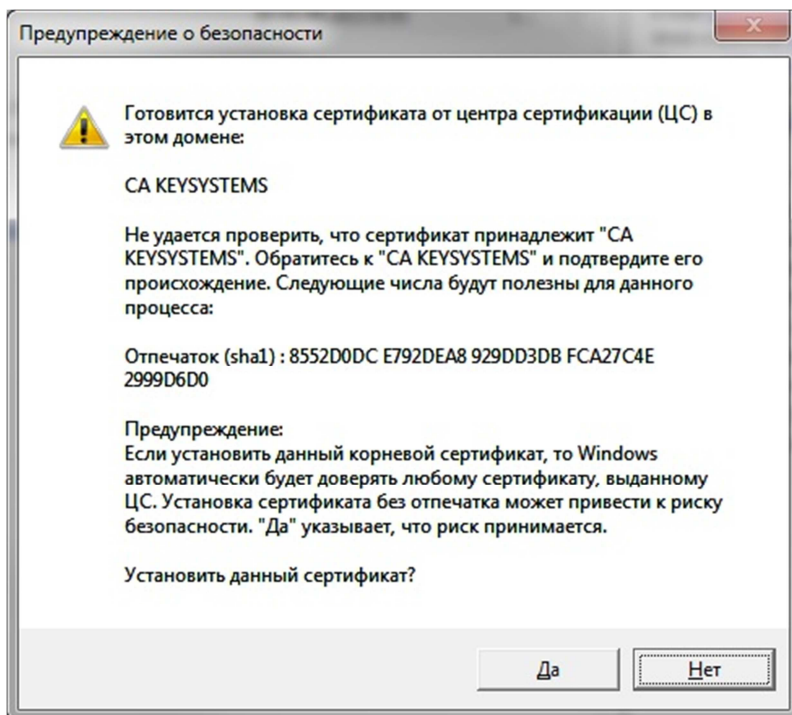 Предупреждение о безопасности
Готовится установка сертификата от центра сертификации (ЦС) в
этом домене:
CA KEYSYSTEMS
Не удается проверить, что сертификат принадлежит "CA
KEYSYSTEMS". Обратитесь к "CA KEYSYSTEMS" и подтвердите его
происхождение. Следующие числа будут полезны для данного
процесса:
Отпечаток (sha1) : 8552D0DC E792DEA8 929DD3DB FCA27C4E
2999D6D0
Предупреждение:
Если установить данный корневой сертификат, то Windows
автоматически будет доверять любому сертификату, выданному
ЦС. Установка сертификата без отпечатка может привести к риску
безопасности. "Да" указывает, что риск принимается.
Установить данный сертификат?
Да
Нет